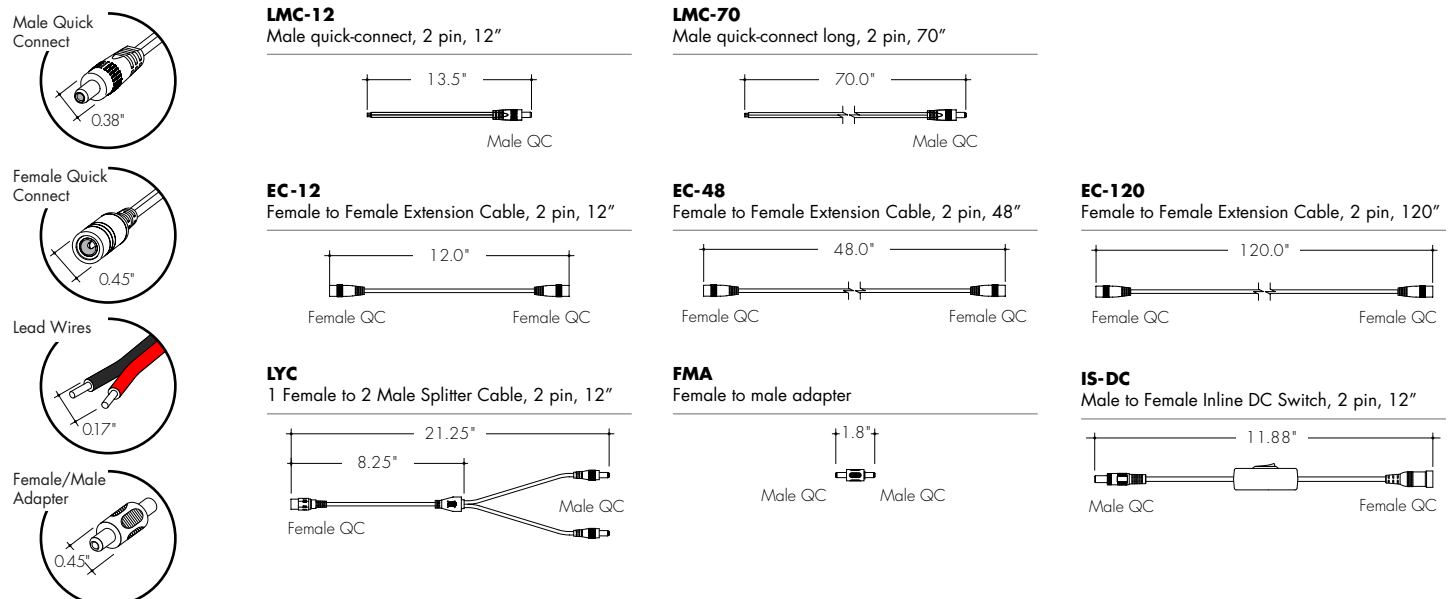 Male Quick
Connect
0.38"
Female Quick
Connect
0.45"
Lead Wires
0.17"
Female/Male
Adapter
0.45"
LMC-12
Male quick-connect, 2 pin, 12”
13.5"
Male QC
LMC-70
Male quick-connect long, 2 pin, 70”
70.0"
Male QC
EC-12
Female to Female Extension Cable, 2 pin, 12”
12.0"
Female QC Female QC
EC-48
Female to Female Extension Cable, 2 pin, 48”
48.0"
Female QC Female QC
EC-120
Female to Female Extension Cable, 2 pin, 120”
120.0"
Female QC Female QC
LYC
1 Female to 2 Male Splitter Cable, 2 pin, 12”
21.25"
8.25"
Male QC
Female QC
FMA
Female to male adapter
1.8"
Male QC Male QC
IS-DC
Male to Female Inline DC Switch, 2 pin, 12”
11.88"
Male QC Female QC